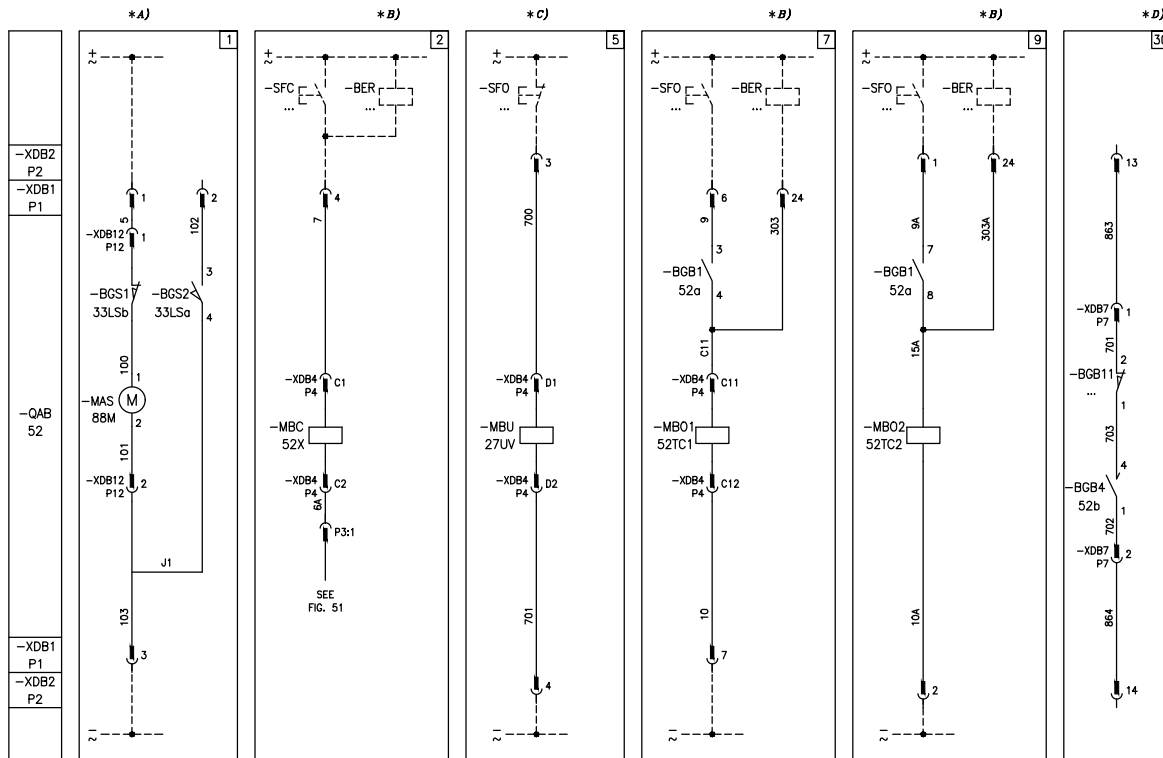 *A)
*B)
*C)
*B)
*B)
*D)
-XDB2
P2
-XDB1
P1
-QAB
52
-XDB1
P1
-XDB2
P2
1
+
~
1
2
5
102
-XDB12
P12
1
3
-BGS1
33LSb
-BGS2
33LSa
4
100
1
-MAS
88M
M
2
101
-XDB12
P12
2
J1
103
3
−
~
2
+
~
-SFC
...
-BER
...
4
7
-XDB4
P4
C1
-MBC
52X
-XDB4
P4
C2
6A
P3:1
SEE
FIG. 51
5
+
~
-SFO
...
3
700
-XDB4
P4
D1
-MBU
27UV
-XDB4
P4
D2
701
4
−
~
7
+
~
-SFO
...
-BER
...
6
24
9
303
3
-BGB1
52a
4
C11
-XDB4
P4
C11
-MBO1
52TC1
-XDB4
P4
C12
10
7
−
~
9
+
~
-SFO
...
-BER
...
1
24
9A
303A
7
-BGB1
52a
8
15A
-MBO2
52TC2
10A
2
−
~
30
13
863
-XDB7
P7
1
701
2
-BGB11
...
1
703
4
-BGB4
52b
1
702
-XDB7
P7
2
864
14